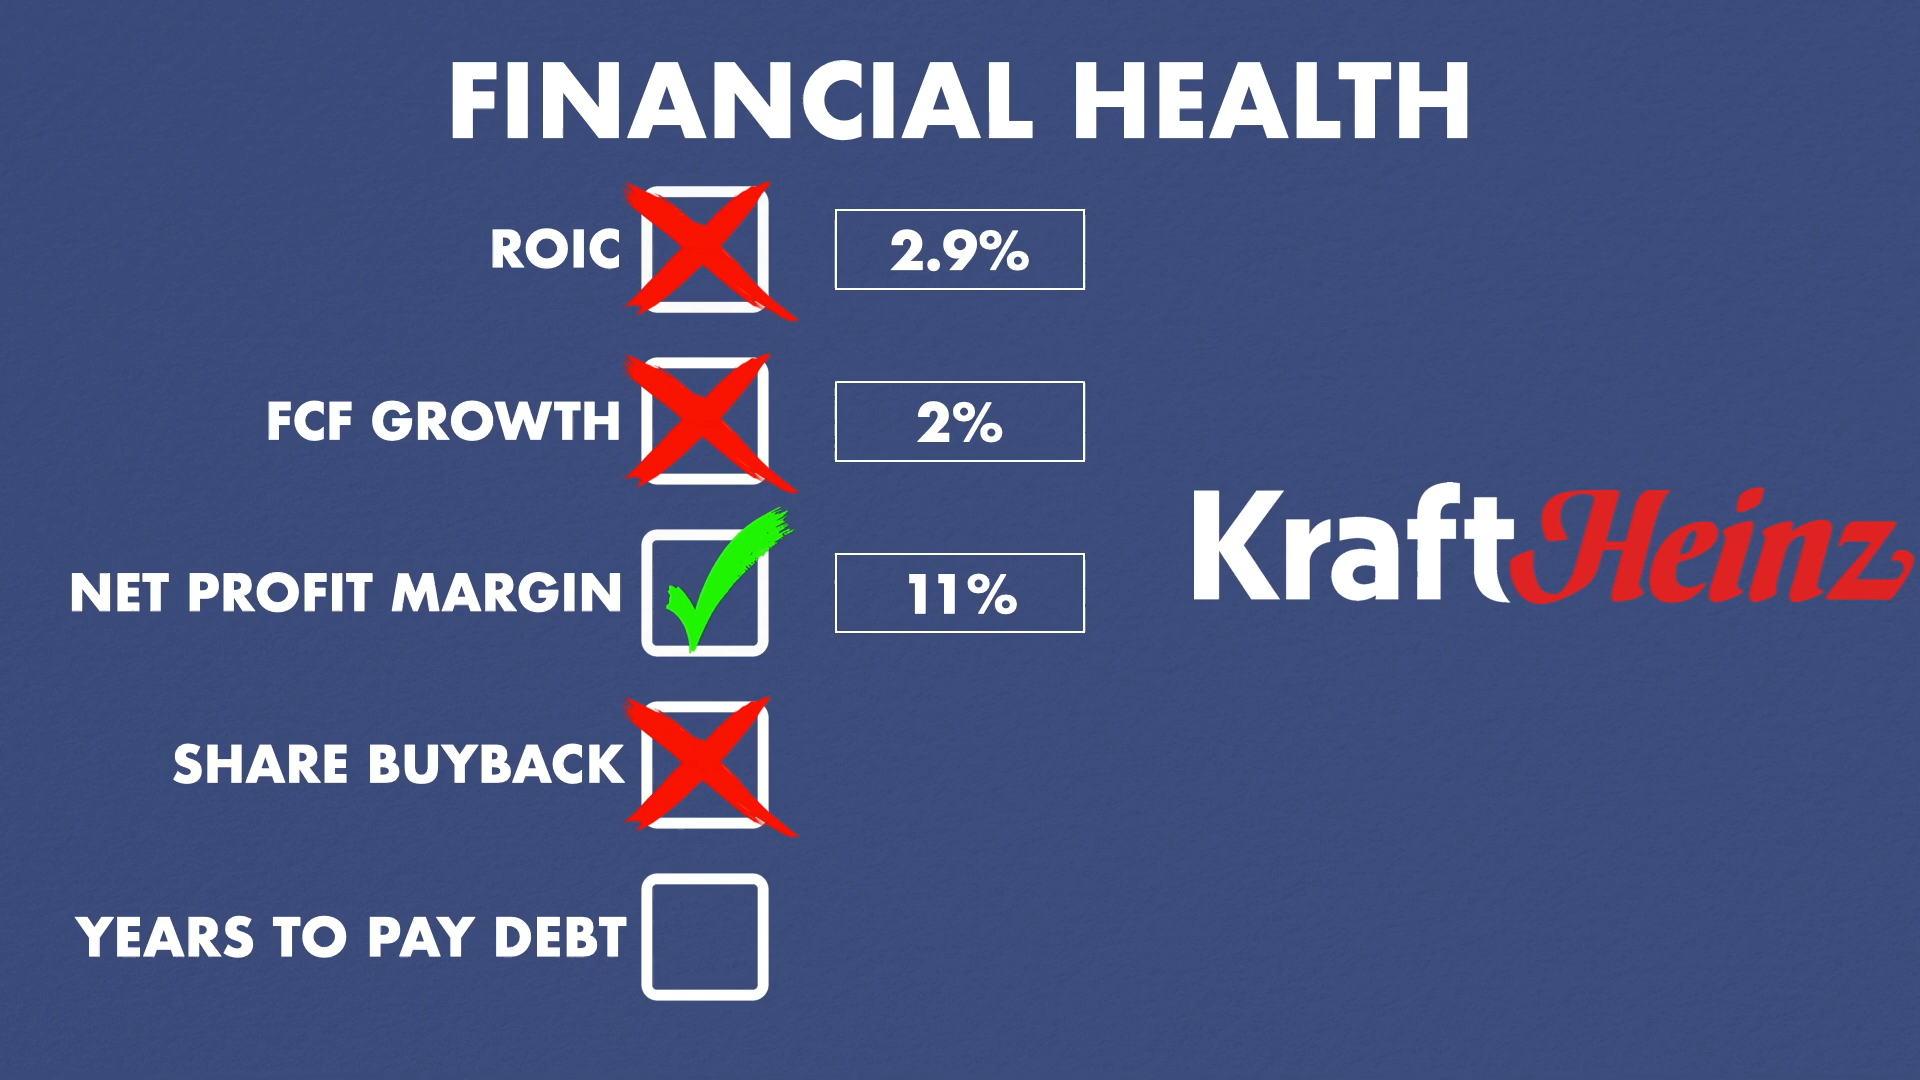 FINANCIAL HEALTH
ROIC 2.9%
FCF GROWTH 2%
NET PROFIT MARGIN 11%
KraftHeinz
SHARE BUYBACK
YEARS TO PAY DEBT